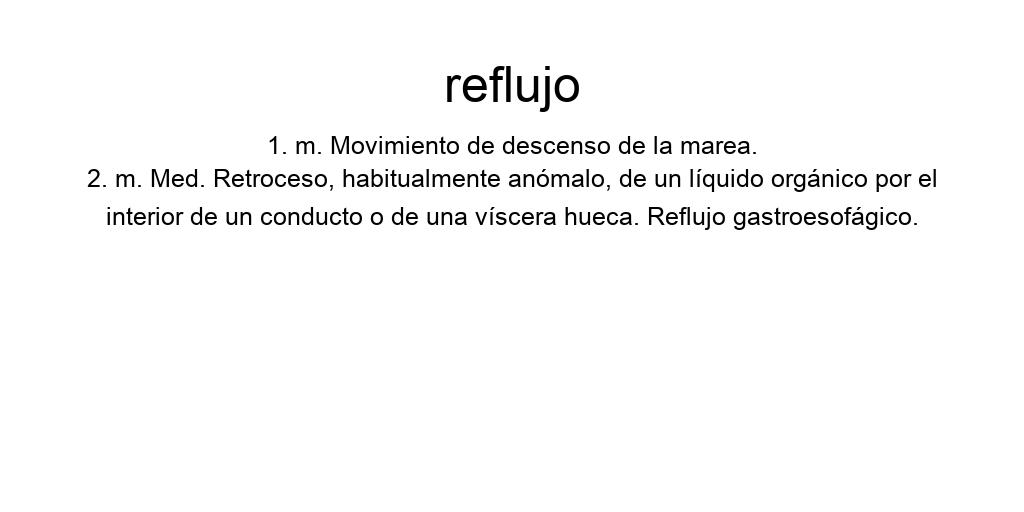 reflujo
1. m. Movimiento de descenso de la marea.
2. m. Med. Retroceso, habitualmente anómalo, de un líquido orgánico por el
interior de un conducto o de una víscera hueca. Reflujo gastroesofágico.